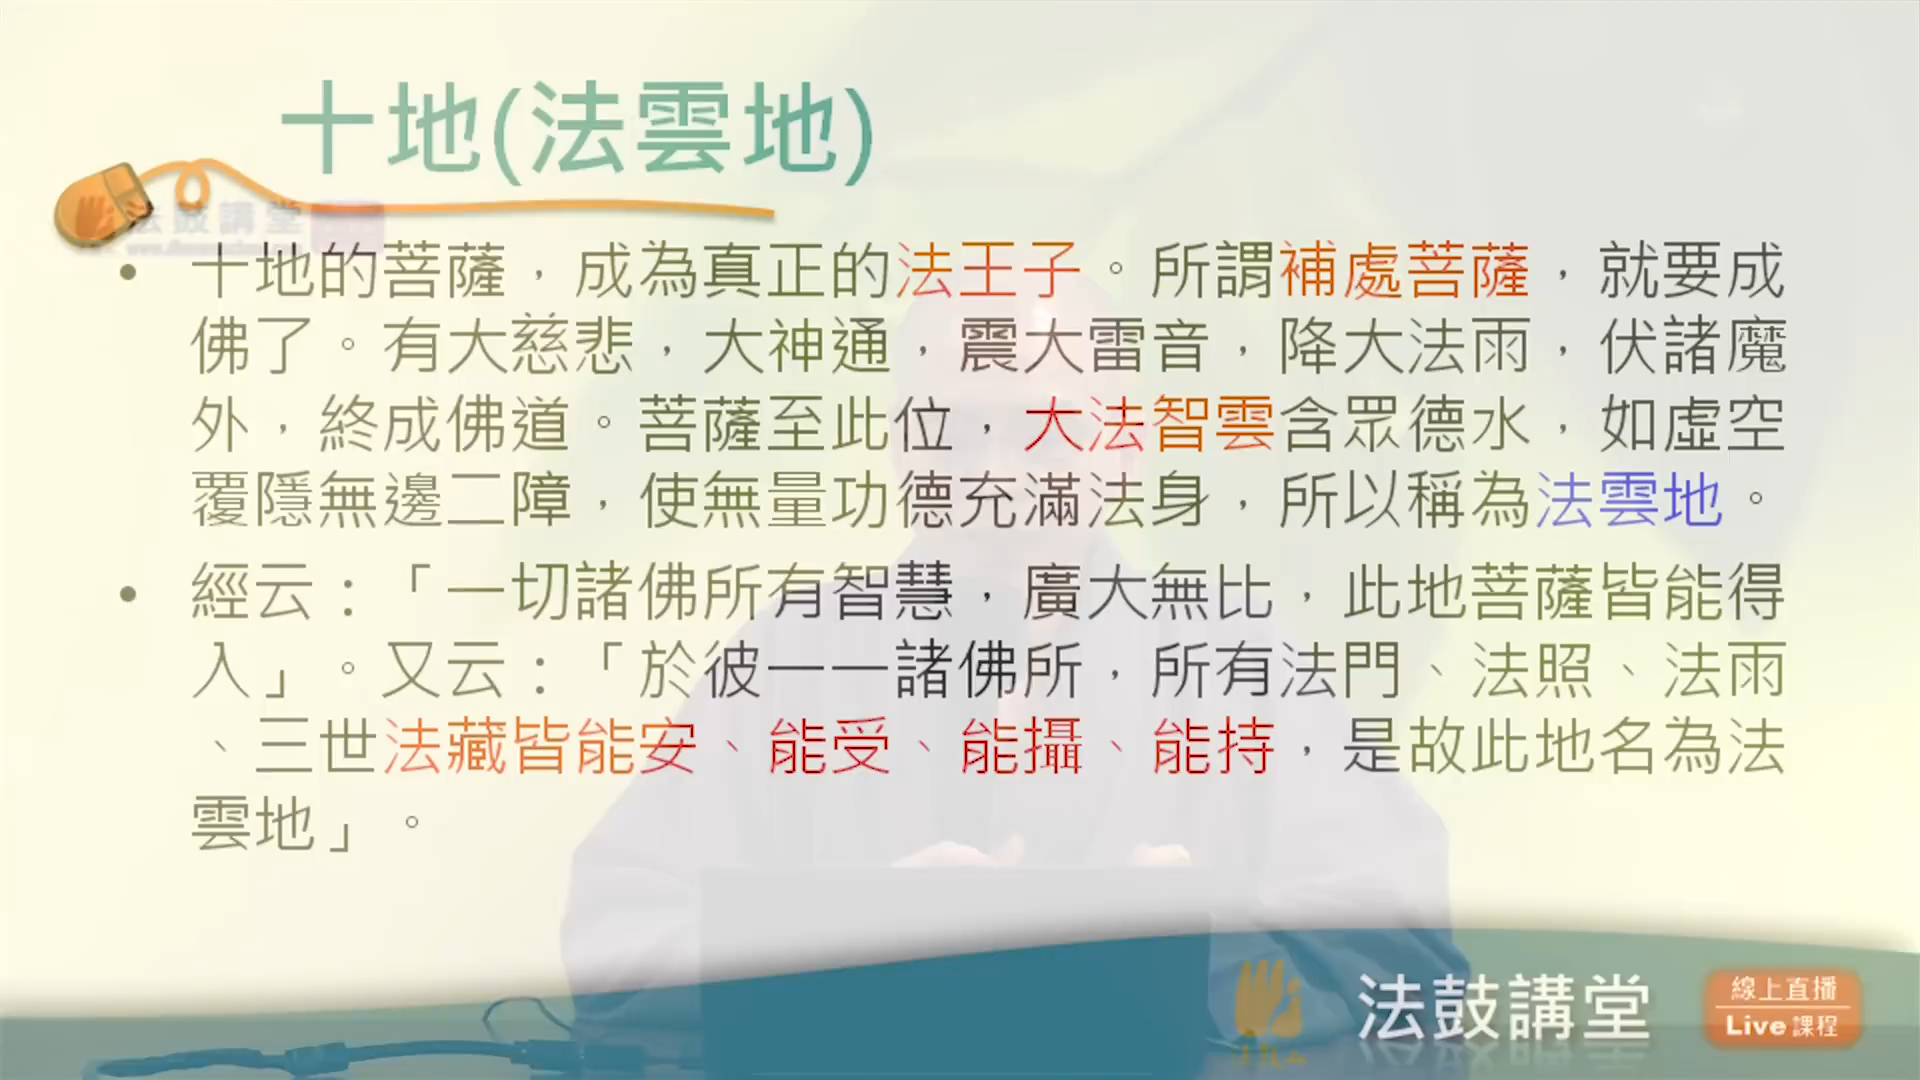 十地(法雲地)
法鼓講堂
• 十地的菩薩，成為真正的法王子。所謂補處菩薩，就要成
佛了。有大慈悲，大神通，震大雷音，降大法雨，伏諸魔
外，終成佛道。菩薩至此位，大法智雲含眾德水，如虛空
覆隱無邊二障，使無量功德充滿法身，所以稱為法雲地。
• 經云：「一切諸佛所有智慧，廣大無比，此地菩薩皆能得
入」。又云：「於彼一一諸佛所，所有法門、法照、法雨
、三世法藏皆能安、能受、能攝、能持，是故此地名為法
雲地」。
法鼓講堂
線上直播
Live 課程